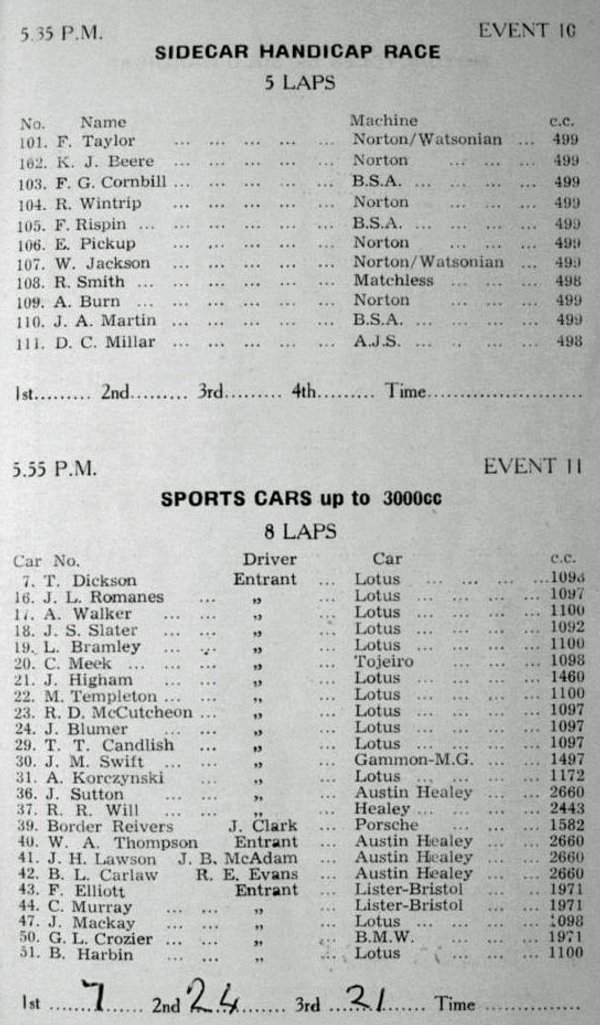 5.35 P.M. EVENT 10
SIDECAR HANDICAP RACE
5 LAPS
No. Name Machine c.c.
101. F. Taylor ... ... ... ... ... Norton/Watsonian ... 499
102. K. J. Beere ... ... ... ... ... Norton ... ... ... 499
103. F. G. Cornbill ... ... ... ... ... B.S.A. ... ... ... ... 499
104. R. Wintrip ... ... ... ... ... Norton ... ... ... 499
105. F. Rispin ... ... ... ... ... ... B.S.A. ... ... ... ... 499
106. E. Pickup ... ... ... ... ... Norton ... ... ... 499
107. W. Jackson ... ... ... ... ... Norton/Watsonian ... 499
108. R. Smith ... ... ... ... ... ... Matchless ... ... ... 498
109. A. Burn ... ... ... ... ... ... Norton ... ... ... 499
110. J. A. Martin ... ... ... ... ... B.S.A. ... ... ... ... 499
111. D. C. Millar ... ... ... ... ... A.J.S. ... ... ... ... 498
1st......... 2nd......... 3rd......... 4th......... Time........................
5.55 P.M. EVENT 11
SPORTS CARS up to 3000cc
8 LAPS
Car No. Driver Car c.c.
7. T. Dickson Entrant ... Lotus ... ... ... ...1098
16. J. L. Romanes ... „ ... Lotus ... ... ... ... 1097
17. A. Walker ... ... „ ... Lotus ... ... ... ... 1100
18. J. S. Slater ... ... „ ... Lotus ... ... ... ... 1092
19. L. Bramley ... ... „ ... Lotus ... ... ... ... 1100
20. C. Meek ... ... ... „ ... Tojeiro ... ... ... 1098
21. J. Higham ... ... „ ... Lotus ... ... ... ... 1460
22. M. Templeton ... ... „ ... Lotus ... ... ... ... 1100
23. R. D. McCutcheon ... „ ... Lotus ... ... ... ... 1097
24. J. Blumer ... ... „ ... Lotus ... ... ... ... 1097
29. T. T. Candlish ... „ ... Lotus ... ... ... ... 1097
30. J. M. Swift ... ... „ ... Gammon-M.G. ... ... 1497
31. A. Korczynski ... „ ... Lotus ... ... ... ... 1172
36. J. Sutton ... ... „ ... Austin Healey ... ... 2660
37. R. R. Will ... ... „ ... Healey ... ... ... ... 2443
39. Border Reivers J. Clark ... Porsche ... ... ... 1582
40. W. A. Thompson Entrant ... Austin Healey ... ... 2660
41. J. H. Lawson J. B. McAdam ... Austin Healey ... ... 2660
42. B. L. Carlaw R. E. Evans ... Austin Healey ... ... 2660
43. F. Elliott Entrant ... Lister-Bristol ... ... 1971
44. C. Murray ... ... „ ... Lister-Bristol ... ... 1971
47. J. Mackay ... ... „ ... Lotus ... ... ... ... 1098
50. G. L. Crozier ... ... „ ... B.M.W. ... ... ... 1971
51. B. Harbin ... ... „ ... Lotus ... ... ... ... 1100
1st ....7...... 2nd 24....... 3rd .21....... Time ..................